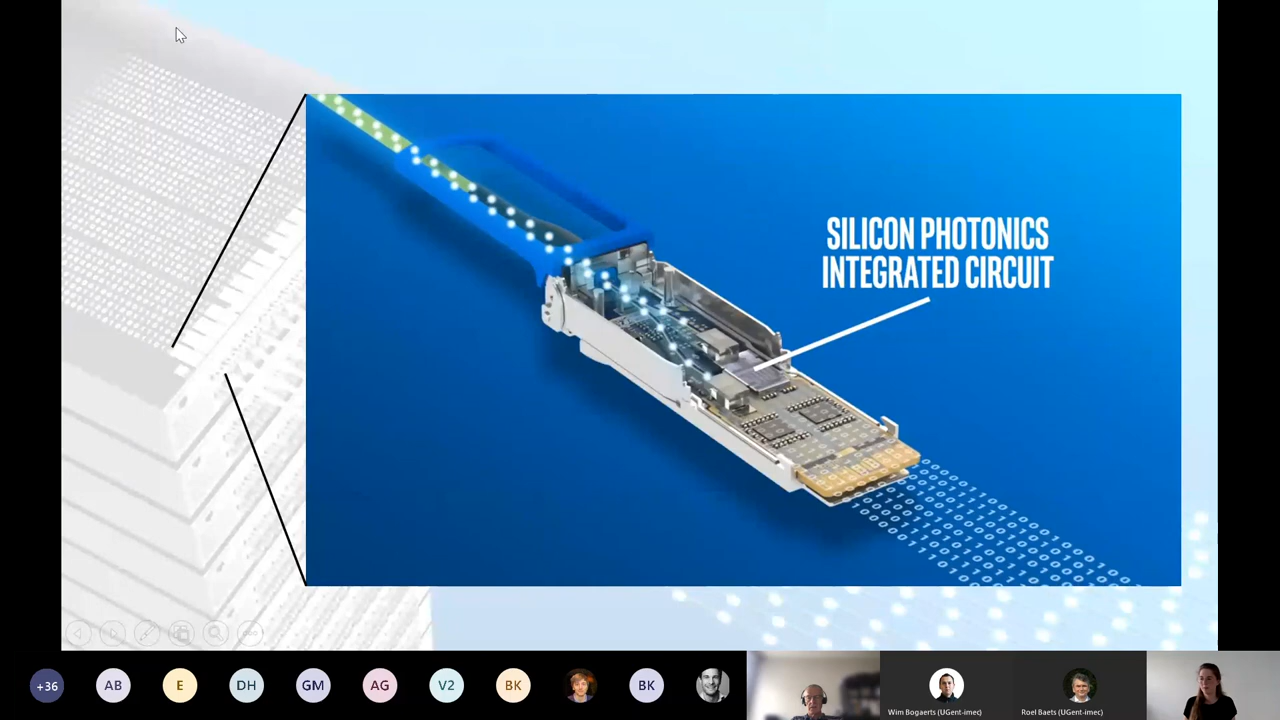 SILICON PHOTONICS
INTEGRATED CIRCUIT
+36
AB
E
DH
GM
AG
V2
BK
BK
Wim Bogaerts (UGent-imec)
Roel Baets (UGent-imec)